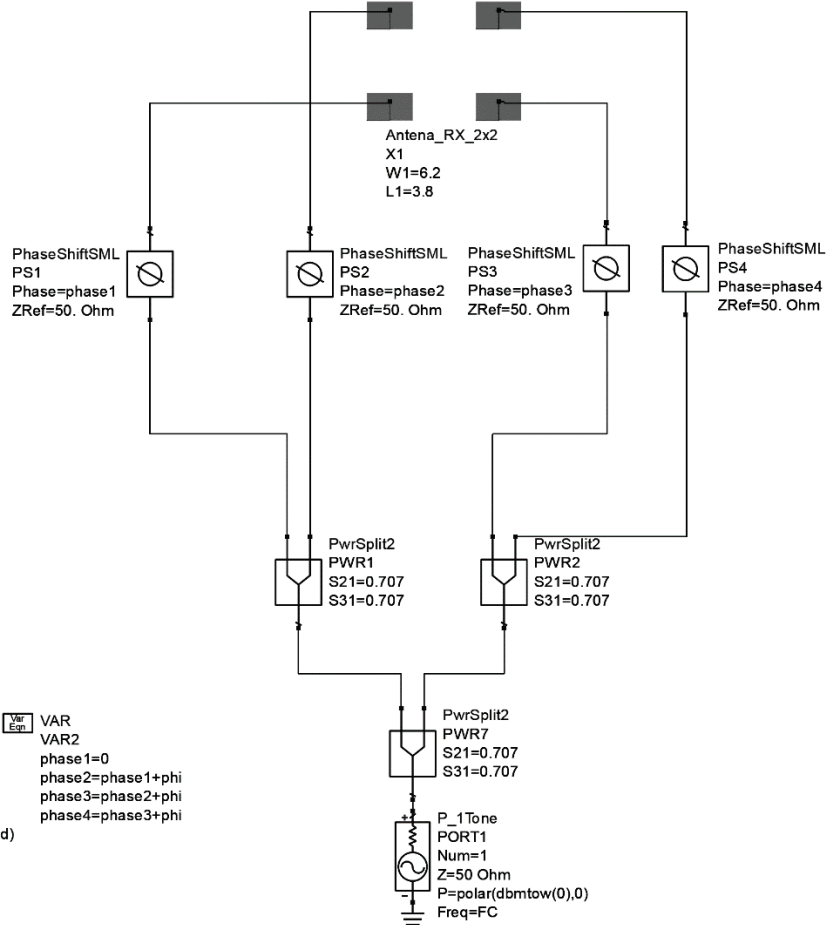 Antena_RX_2x2
X1
W1=6.2
L1=3.8
PhaseShiftSML
PS1
Phase=phase1
ZRef=50. Ohm
PhaseShiftSML
PS2
Phase=phase2
ZRef=50. Ohm
PhaseShiftSML
PS3
Phase=phase3
ZRef=50. Ohm
PhaseShiftSML
PS4
Phase=phase4
ZRef=50. Ohm
PwrSplit2
PWR1
S21=0.707
S31=0.707
PwrSplit2
PWR2
S21=0.707
S31=0.707
PwrSplit2
PWR7
S21=0.707
S31=0.707
Var
Eqn
VAR
VAR2
phase1=0
phase2=phase1+phi
phase3=phase2+phi
phase4=phase3+phi
d)
+
P_1Tone
PORT1
Num=1
Z=50 Ohm
P=polar(dbmtow(0),0)
Freq=FC
-